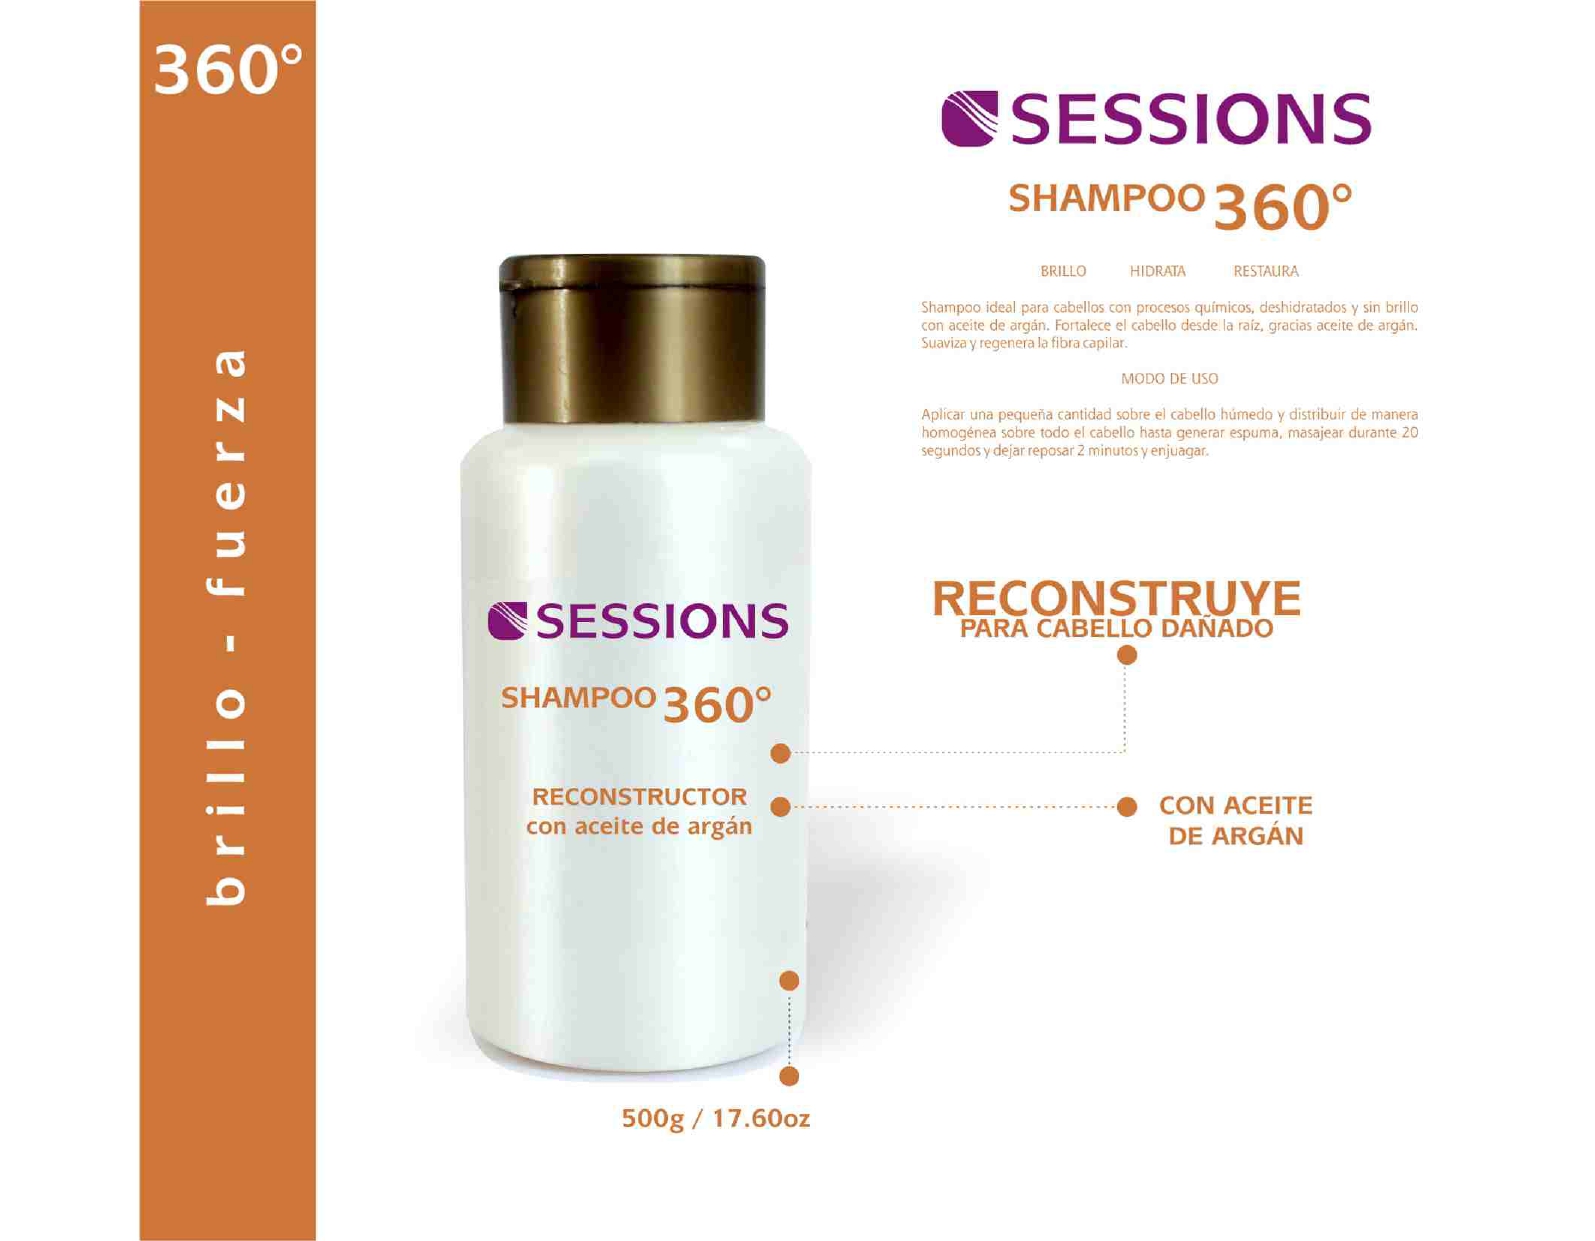 360°
brillo - fuerza
SESSIONS
SHAMPOO 360°
BRILLO HIDRATA RESTAURA
Shampoo ideal para cabellos con procesos químicos, deshidratados y sin brillo
con aceite de argán. Fortalece el cabello desde la raíz, gracias aceite de argán.
Suaviza y regenera la fibra capilar.
MODO DE USO
Aplicar una pequeña cantidad sobre el cabello húmedo y distribuir de manera
homogénea sobre todo el cabello hasta generar espuma, masajear durante 20
segundos y dejar reposar 2 minutos y enjuagar.
SESSIONS
SHAMPOO 360°
RECONSTRUCTOR
con aceite de argán
RECONSTRUYE
PARA CABELLO DAÑADO
CON ACEITE
DE ARGÁN
500g / 17.60oz